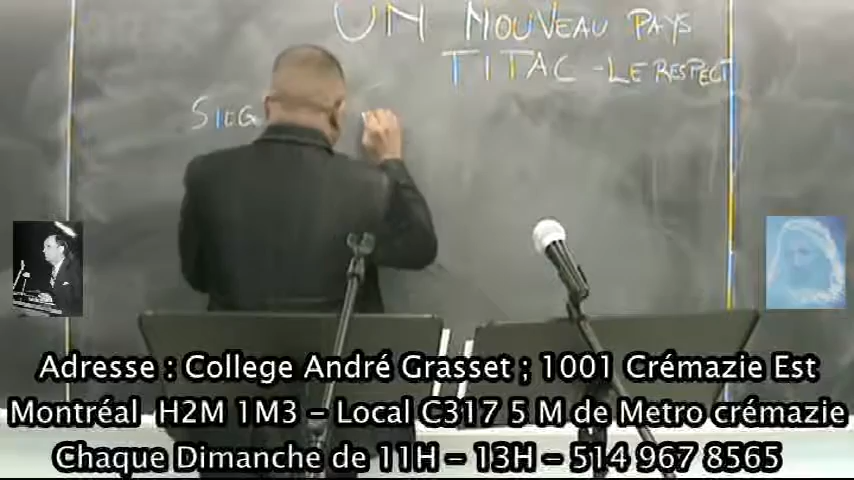 UN NOUVEAU PAYS
TITAC - LE RESPECT
SIEG
Adresse : College André Grasset ; 1001 Crémazie Est
Montréal H2M 1M3 - Local C317 5 M de Metro crémazie
Chaque Dimanche de 11H - 13H - 514 967 8565